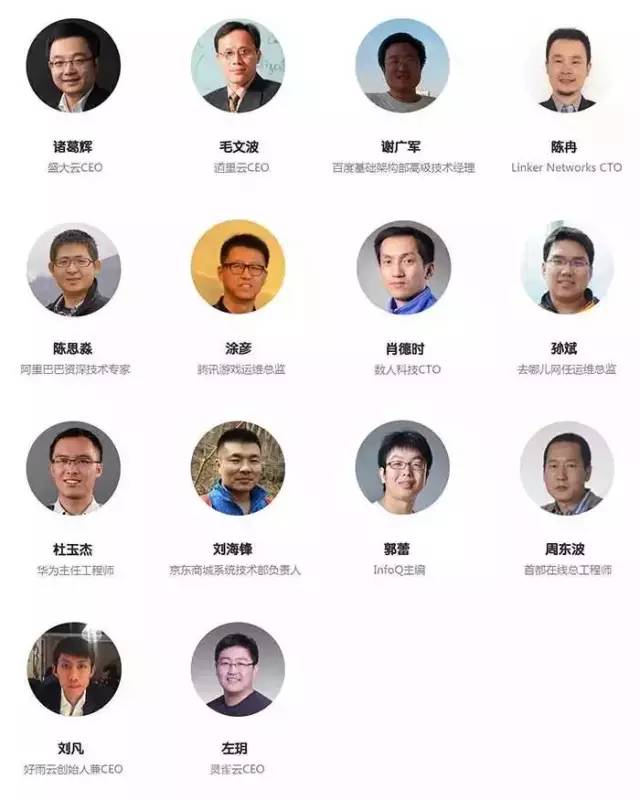 诸葛辉 毛文波 谢广军 陈冉
盛大云CEO 道里云CEO 百度基础架构部高级技术经理 Linker Networks CTO
陈思淼 涂彦 肖德时 孙斌
阿里巴巴资深技术专家 腾讯游戏运维总监 数人科技CTO 去哪儿网任运维总监
杜玉杰 刘海锋 郭蕾 周东波
华为主任工程师 京东商城系统技术部负责人 InfoQ主编 首都在线总工程师
刘凡 左玥
好雨云创始人兼CEO 灵雀云CEO